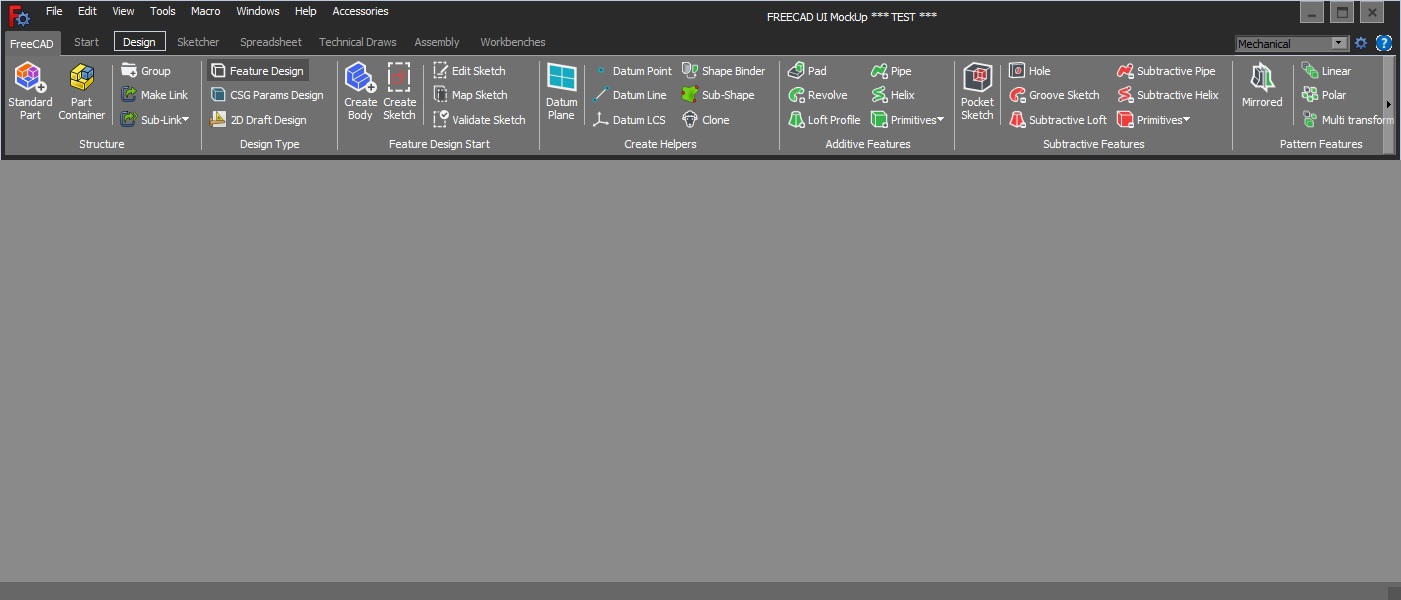 File Edit View Tools Macro Windows Help Accessories
FREECAD UI MockUp *** TEST ***
FreeCAD Start Design Sketcher Spreadsheet Technical Draws Assembly Workbenches
Mechanical
Standard Part
Part Container
Group
Make Link
Sub-Link
Structure
Feature Design
CSG Params Design
2D Draft Design
Design Type
Create Body
Create Sketch
Edit Sketch
Map Sketch
Validate Sketch
Feature Design Start
Datum Plane
Datum Point
Datum Line
Datum LCS
Shape Binder
Sub-Shape
Clone
Create Helpers
Pad
Revolve
Loft Profile
Pipe
Helix
Primitives
Additive Features
Pocket Sketch
Hole
Groove Sketch
Subtractive Loft
Subtractive Pipe
Subtractive Helix
Primitives
Subtractive Features
Mirrored
Linear
Polar
Multi transform
Pattern Features